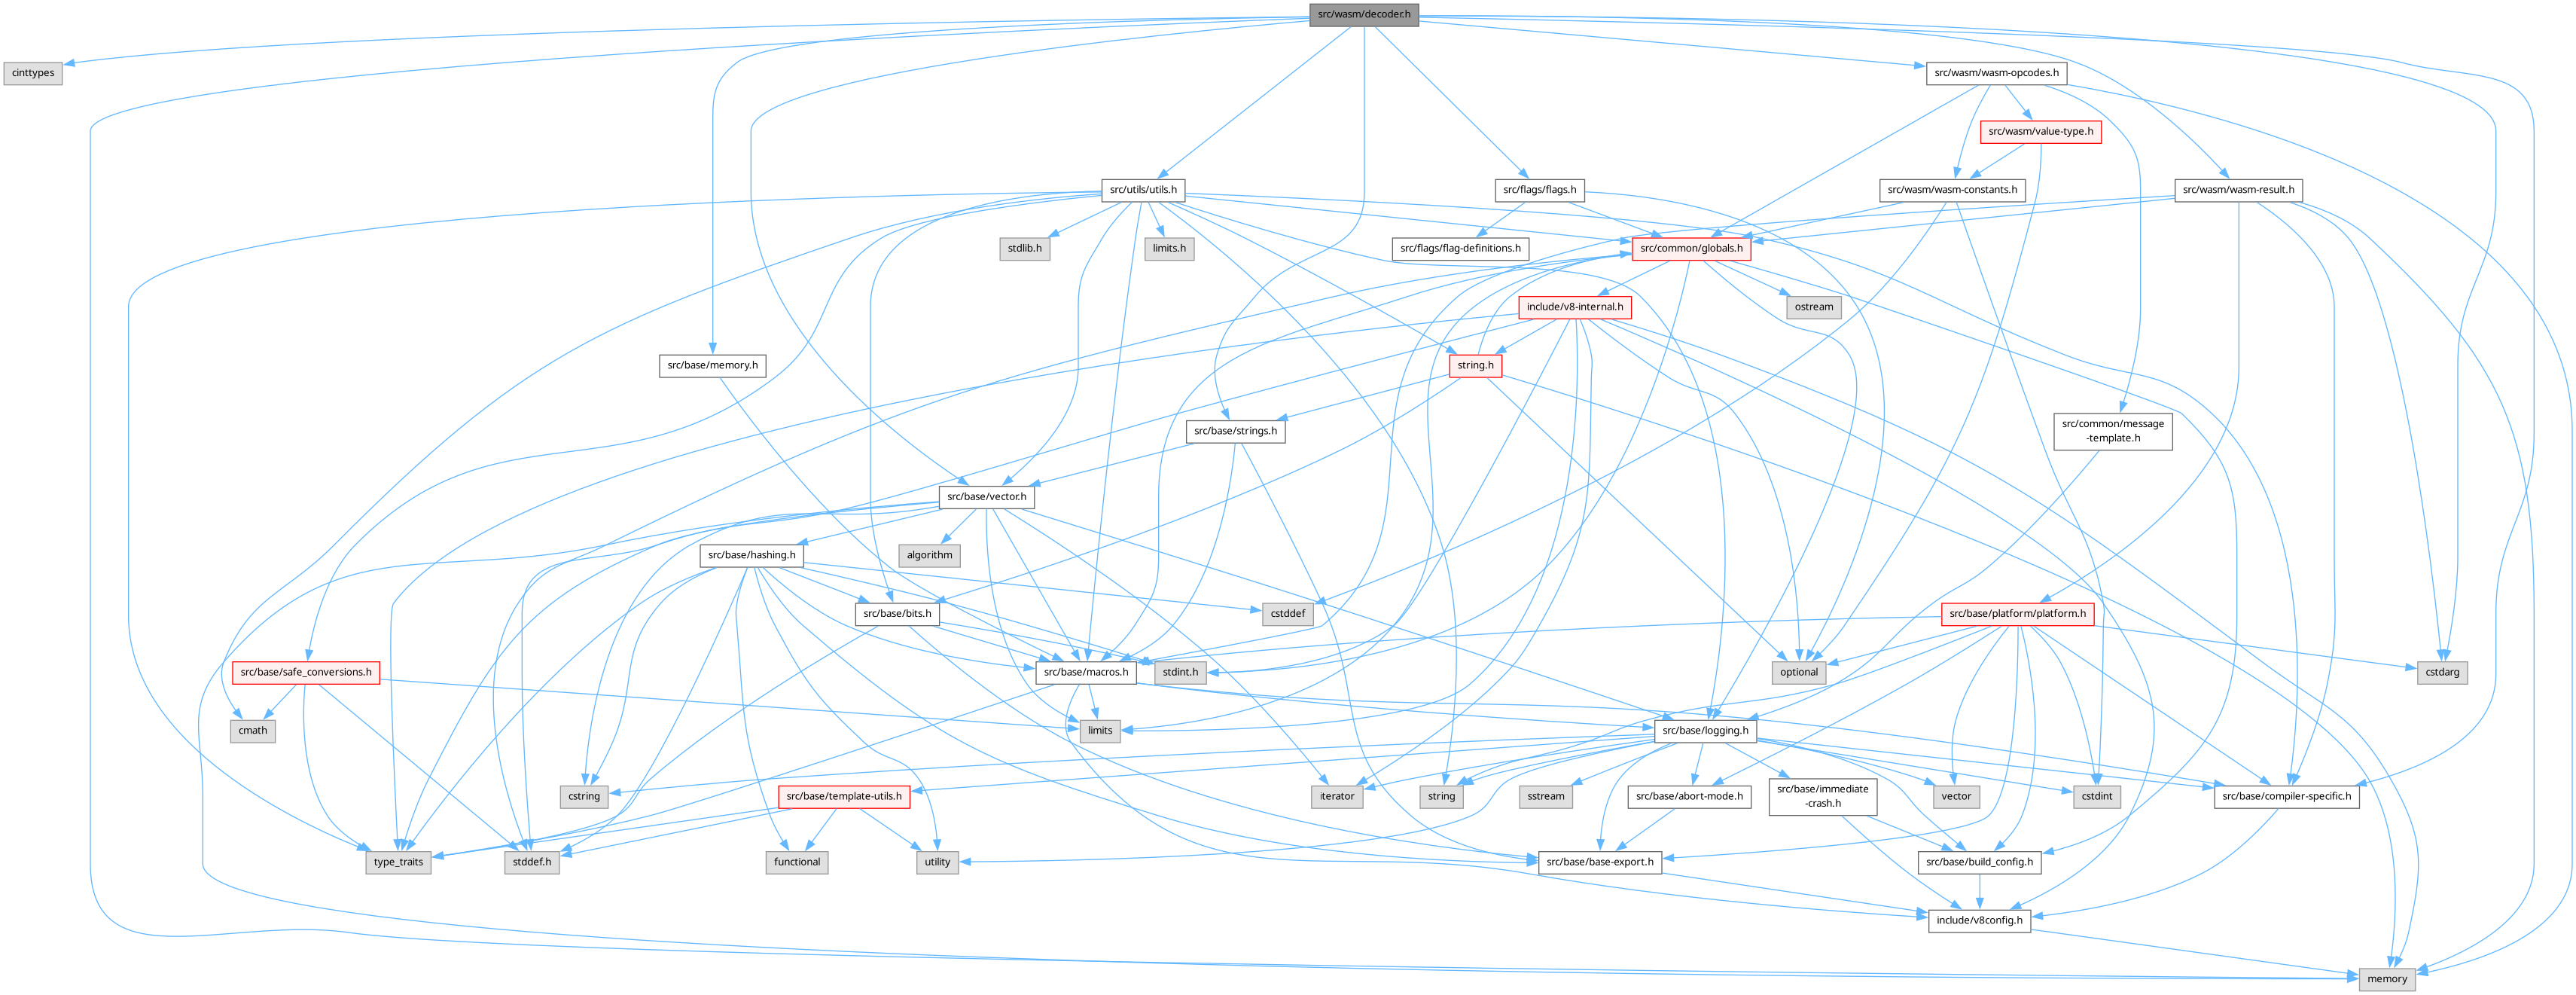 src/wasm/decoder.h
cinttypes
src/wasm/wasm-opcodes.h
src/wasm/value-type.h
src/utils/utils.h
src/flags/flags.h
src/wasm/wasm-constants.h
src/wasm/wasm-result.h
stdlib.h
limits.h
src/flags/flag-definitions.h
src/common/globals.h
include/v8-internal.h
ostream
src/base/memory.h
string.h
src/base/strings.h
src/common/message
-template.h
src/base/vector.h
src/base/hashing.h
algorithm
src/base/bits.h
cstddef
src/base/platform/platform.h
src/base/safe_conversions.h
src/base/macros.h
stdint.h
optional
cstdarg
cmath
limits
src/base/logging.h
cstring
src/base/template-utils.h
iterator
string
sstream
src/base/abort-mode.h
src/base/immediate
-crash.h
vector
cstdint
src/base/compiler-specific.h
type_traits
stddef.h
functional
utility
src/base/base-export.h
src/base/build_config.h
include/v8config.h
memory